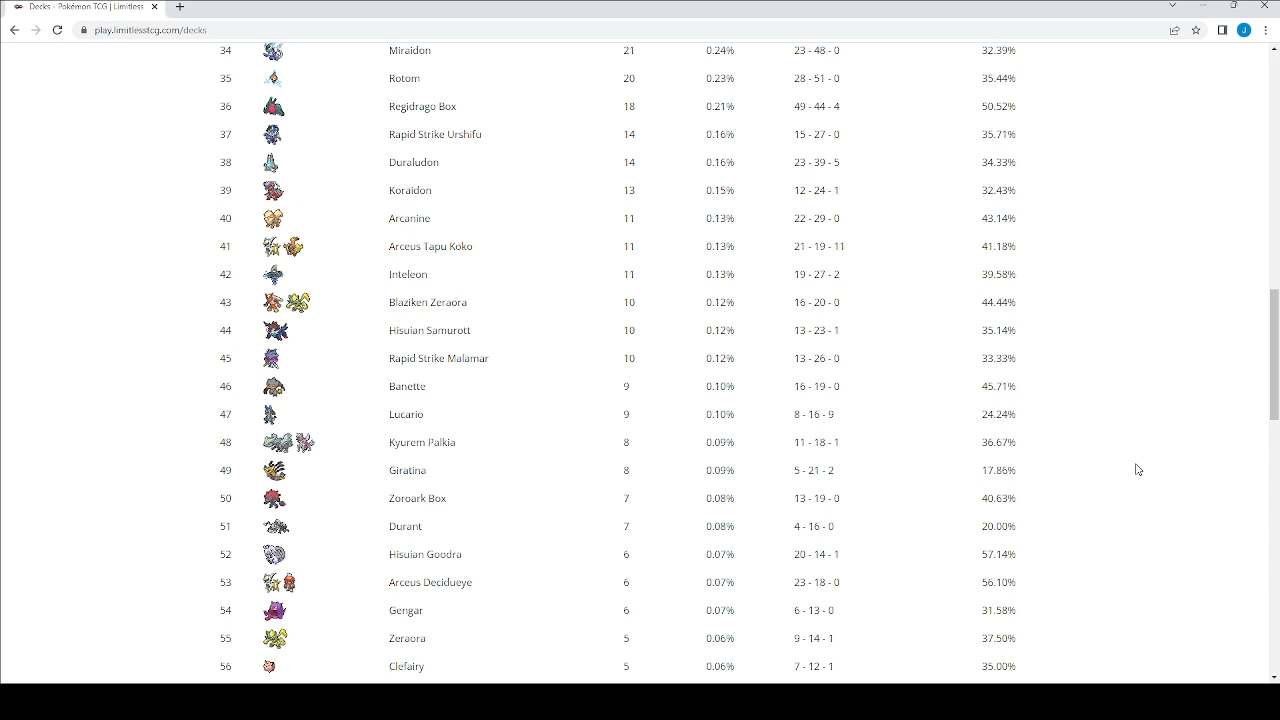 Decks - Pokémon TCG | Limitless
play.limitlesstcg.com/decks
J
34 Miraidon 21 0.24% 23 - 48 - 0 32.39%
35 Rotom 20 0.23% 28 - 51 - 0 35.44%
36 Regidrago Box 18 0.21% 49 - 44 - 4 50.52%
37 Rapid Strike Urshifu 14 0.16% 15 - 27 - 0 35.71%
38 Duraludon 14 0.16% 23 - 39 - 5 34.33%
39 Koraidon 13 0.15% 12 - 24 - 1 32.43%
40 Arcanine 11 0.13% 22 - 29 - 0 43.14%
41 Arceus Tapu Koko 11 0.13% 21 - 19 - 11 41.18%
42 Inteleon 11 0.13% 19 - 27 - 2 39.58%
43 Blaziken Zeraora 10 0.12% 16 - 20 - 0 44.44%
44 Hisuian Samurott 10 0.12% 13 - 23 - 1 35.14%
45 Rapid Strike Malamar 10 0.12% 13 - 26 - 0 33.33%
46 Banette 9 0.10% 16 - 19 - 0 45.71%
47 Lucario 9 0.10% 8 - 16 - 9 24.24%
48 Kyurem Palkia 8 0.09% 11 - 18 - 1 36.67%
49 Giratina 8 0.09% 5 - 21 - 2 17.86%
50 Zoroark Box 7 0.08% 13 - 19 - 0 40.63%
51 Durant 7 0.08% 4 - 16 - 0 20.00%
52 Hisuian Goodra 6 0.07% 20 - 14 - 1 57.14%
53 Arceus Decidueye 6 0.07% 23 - 18 - 0 56.10%
54 Gengar 6 0.07% 6 - 13 - 0 31.58%
55 Zeraora 5 0.06% 9 - 14 - 1 37.50%
56 Clefairy 5 0.06% 7 - 12 - 1 35.00%